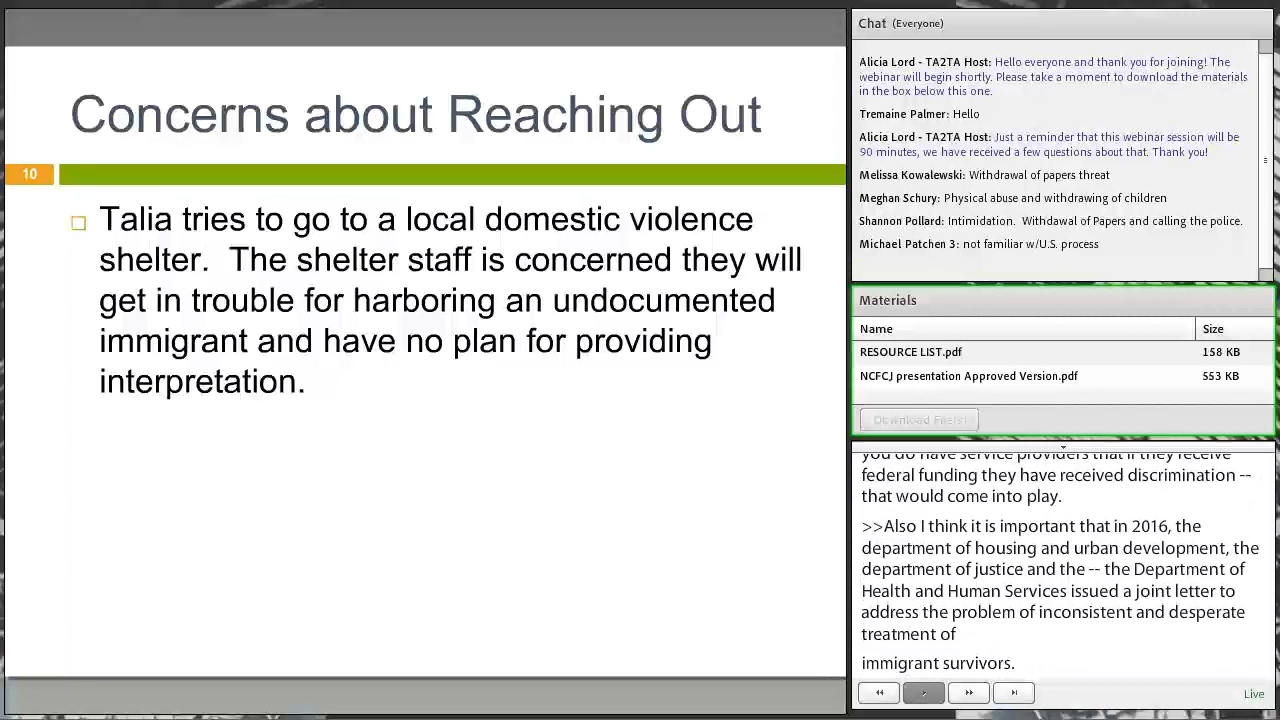 Concerns about Reaching Out
10
Talia tries to go to a local domestic violence
shelter.  The shelter staff is concerned they will
get in trouble for harboring an undocumented
immigrant and have no plan for providing
interpretation.
Chat (Everyone)
Alicia Lord - TA2TA Host: Hello everyone and thank you for joining! The
webinar will begin shortly. Please take a moment to download the materials
in the box below this one.
Tremaine Palmer: Hello
Alicia Lord - TA2TA Host: Just a reminder that this webinar session will be
90 minutes, we have received a few questions about that. Thank you!
Melissa Kowalewski: Withdrawal of papers threat
Meghan Schury: Physical abuse and withdrawing of children
Shannon Pollard: Intimidation.  Withdawal of Papers and calling the police.
Michael Patchen 3: not familiar w/U.S. process
Materials
Name Size
RESOURCE LIST.pdf 158 KB
NCFCJ presentation Approved Version.pdf 553 KB
Download File(s)
you do have service providers that if they receive
federal funding they have received discrimination --
that would come into play.
>>Also I think it is important that in 2016, the
department of housing and urban development, the
department of justice and the -- the Department of
Health and Human Services issued a joint letter to
address the problem of inconsistent and desperate
treatment of
immigrant survivors.
Live